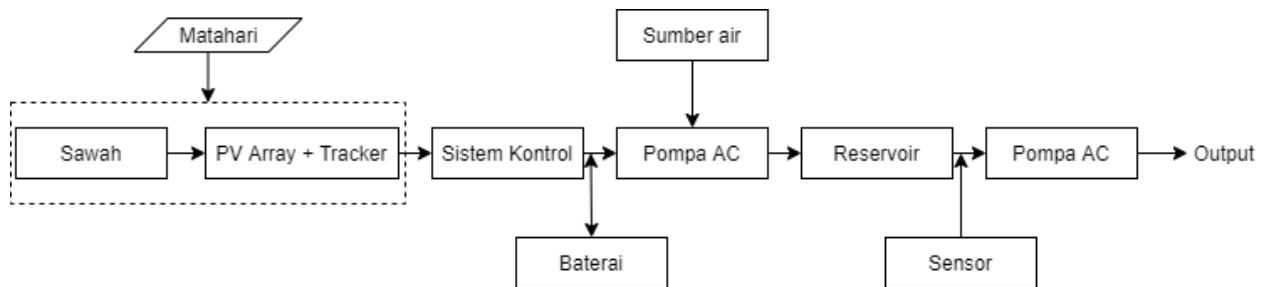 Matahari
Sumber air
Sawah
PV Array + Tracker
Sistem Kontrol
Pompa AC
Reservoir
Pompa AC
Output
Baterai
Sensor